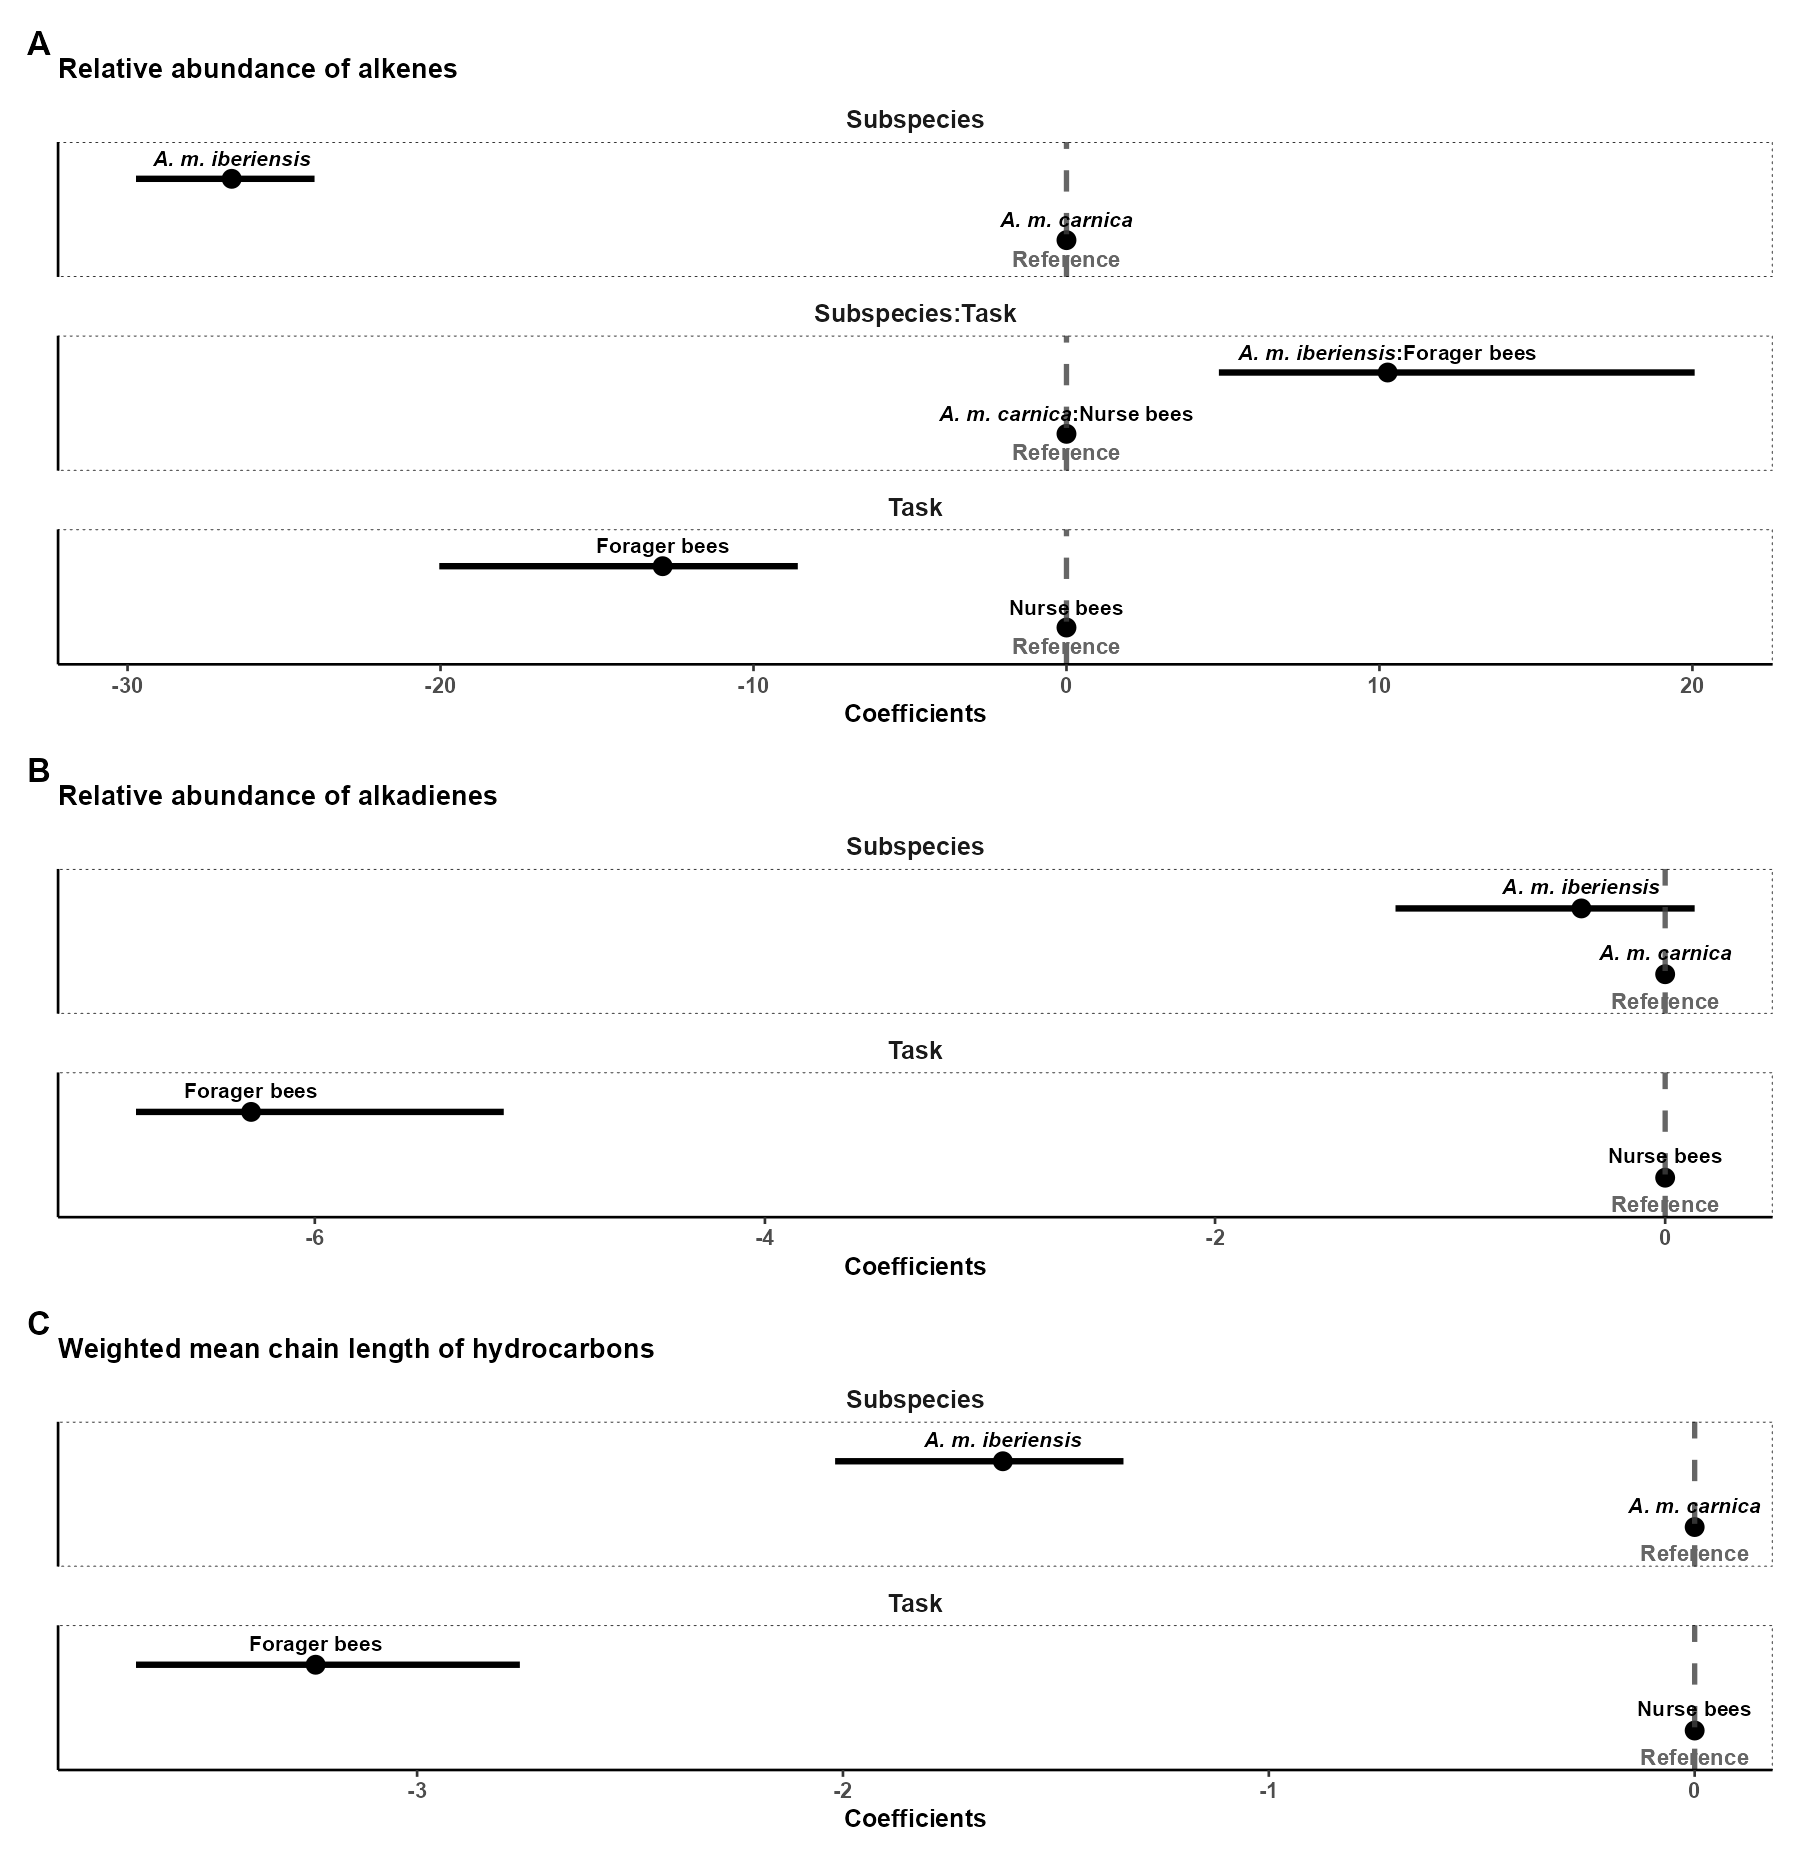 A
Relative abundance of alkenes
Subspecies
A. m. iberiensis
A. m. carnica
Reference
Subspecies:Task
A. m. iberiensis:Forager bees
A. m. carnica:Nurse bees
Reference
Task
Forager bees
Nurse bees
Reference
-30 -20 -10 0 10 20
Coefficients
B
Relative abundance of alkadienes
Subspecies
A. m. iberiensis
A. m. carnica
Reference
Task
Forager bees
Nurse bees
Reference
-6 -4 -2 0
Coefficients
C
Weighted mean chain length of hydrocarbons
Subspecies
A. m. iberiensis
A. m. carnica
Reference
Task
Forager bees
Nurse bees
Reference
-3 -2 -1 0
Coefficients